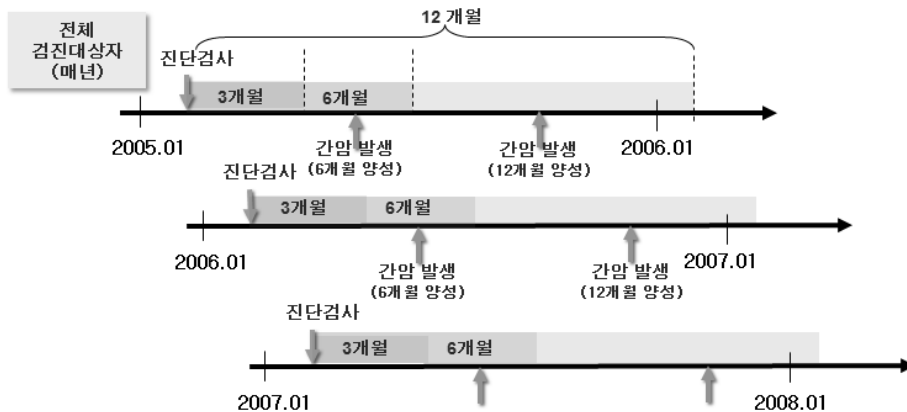 전체
검진대상자
(매년)
12 개월
진단검사
3개월
6개월
2005.01
간암 발생
(6개월 양성)
간암 발생
(12개월 양성)
2006.01
진단검사
3개월
6개월
2006.01
간암 발생
(6개월 양성)
간암 발생
(12개월 양성)
2007.01
진단검사
3개월
6개월
2007.01
2008.01